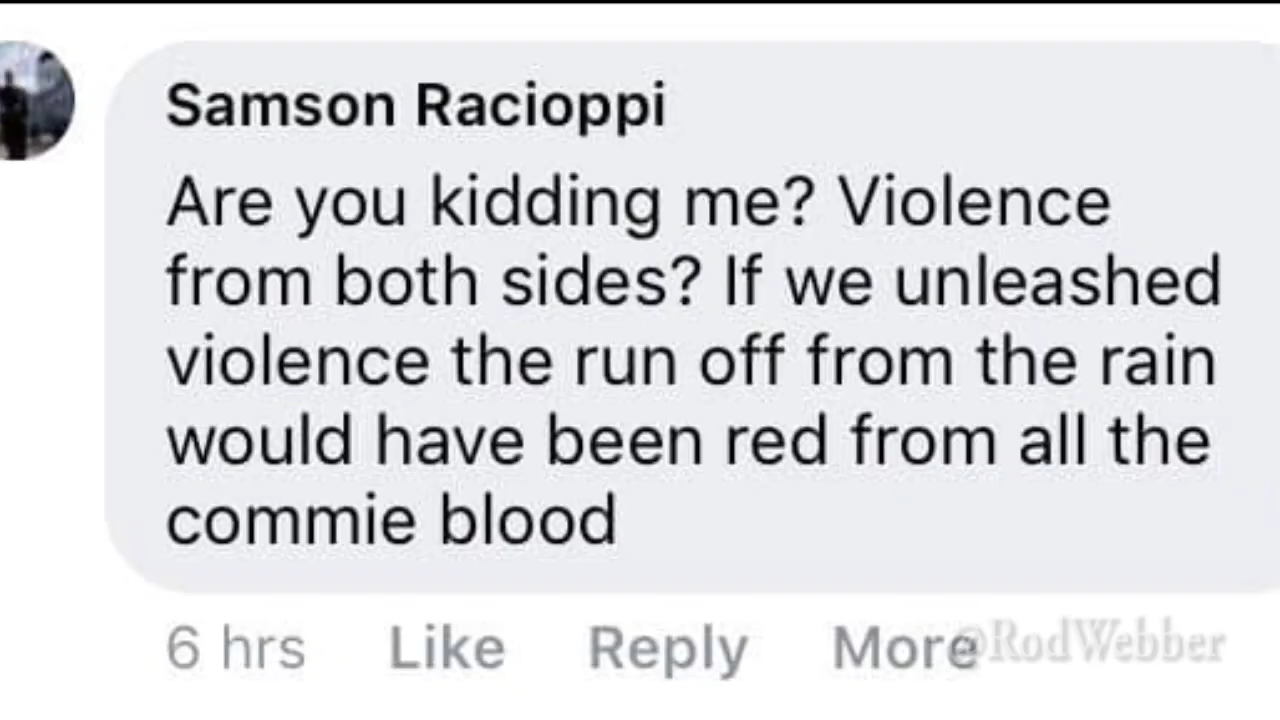 Samson Racioppi
Are you kidding me? Violence
from both sides? If we unleashed
violence the run off from the rain
would have been red from all the
commie blood
6 hrs Like Reply More @RodWebber